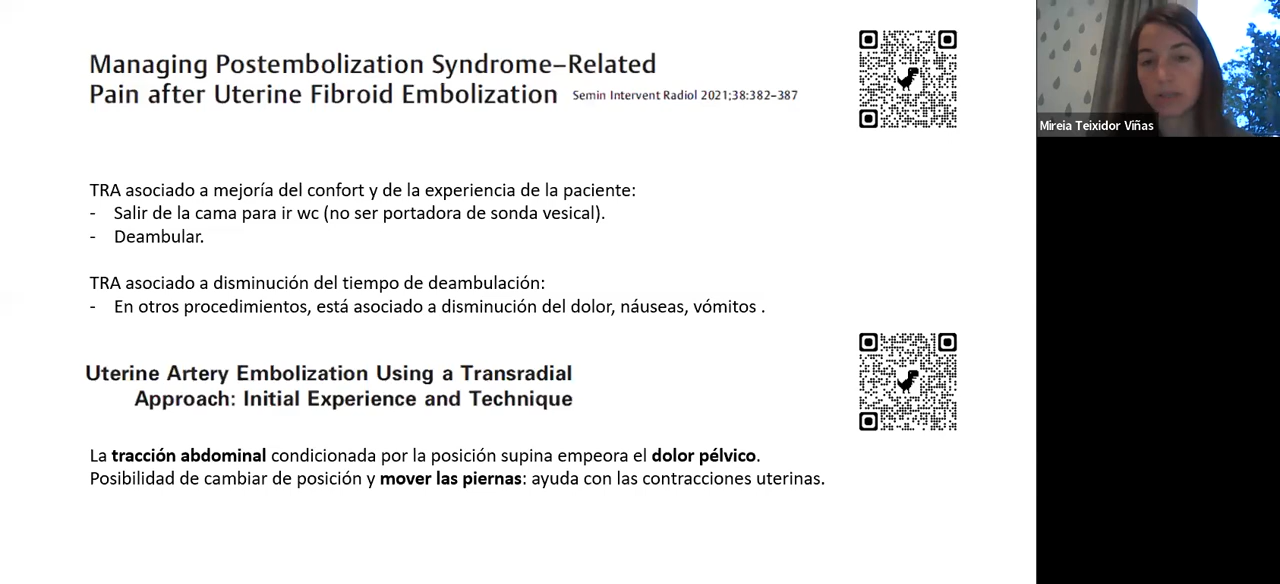 Managing Postembolization Syndrome–Related
Pain after Uterine Fibroid Embolization Semin Intervent Radiol 2021;38:382–387
Mireia Teixidor Viñas
TRA asociado a mejoría del confort y de la experiencia de la paciente:
- Salir de la cama para ir wc (no ser portadora de sonda vesical).
- Deambular.
TRA asociado a disminución del tiempo de deambulación:
- En otros procedimientos, está asociado a disminución del dolor, náuseas, vómitos .
Uterine Artery Embolization Using a Transradial
Approach: Initial Experience and Technique
La tracción abdominal condicionada por la posición supina empeora el dolor pélvico.
Posibilidad de cambiar de posición y mover las piernas: ayuda con las contracciones uterinas.